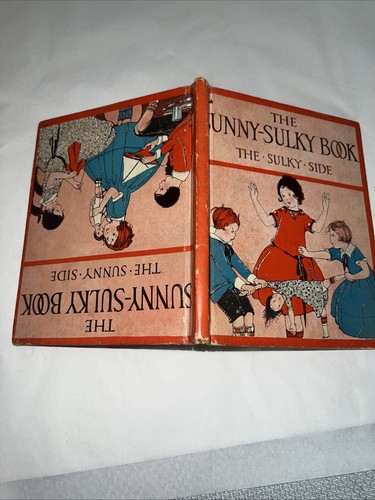 THE
SUNNY-SULKY BOOK
THE · SULKY · SIDE
THE
SUNNY-SULKY BOOK
THE · SUNNY · SIDE